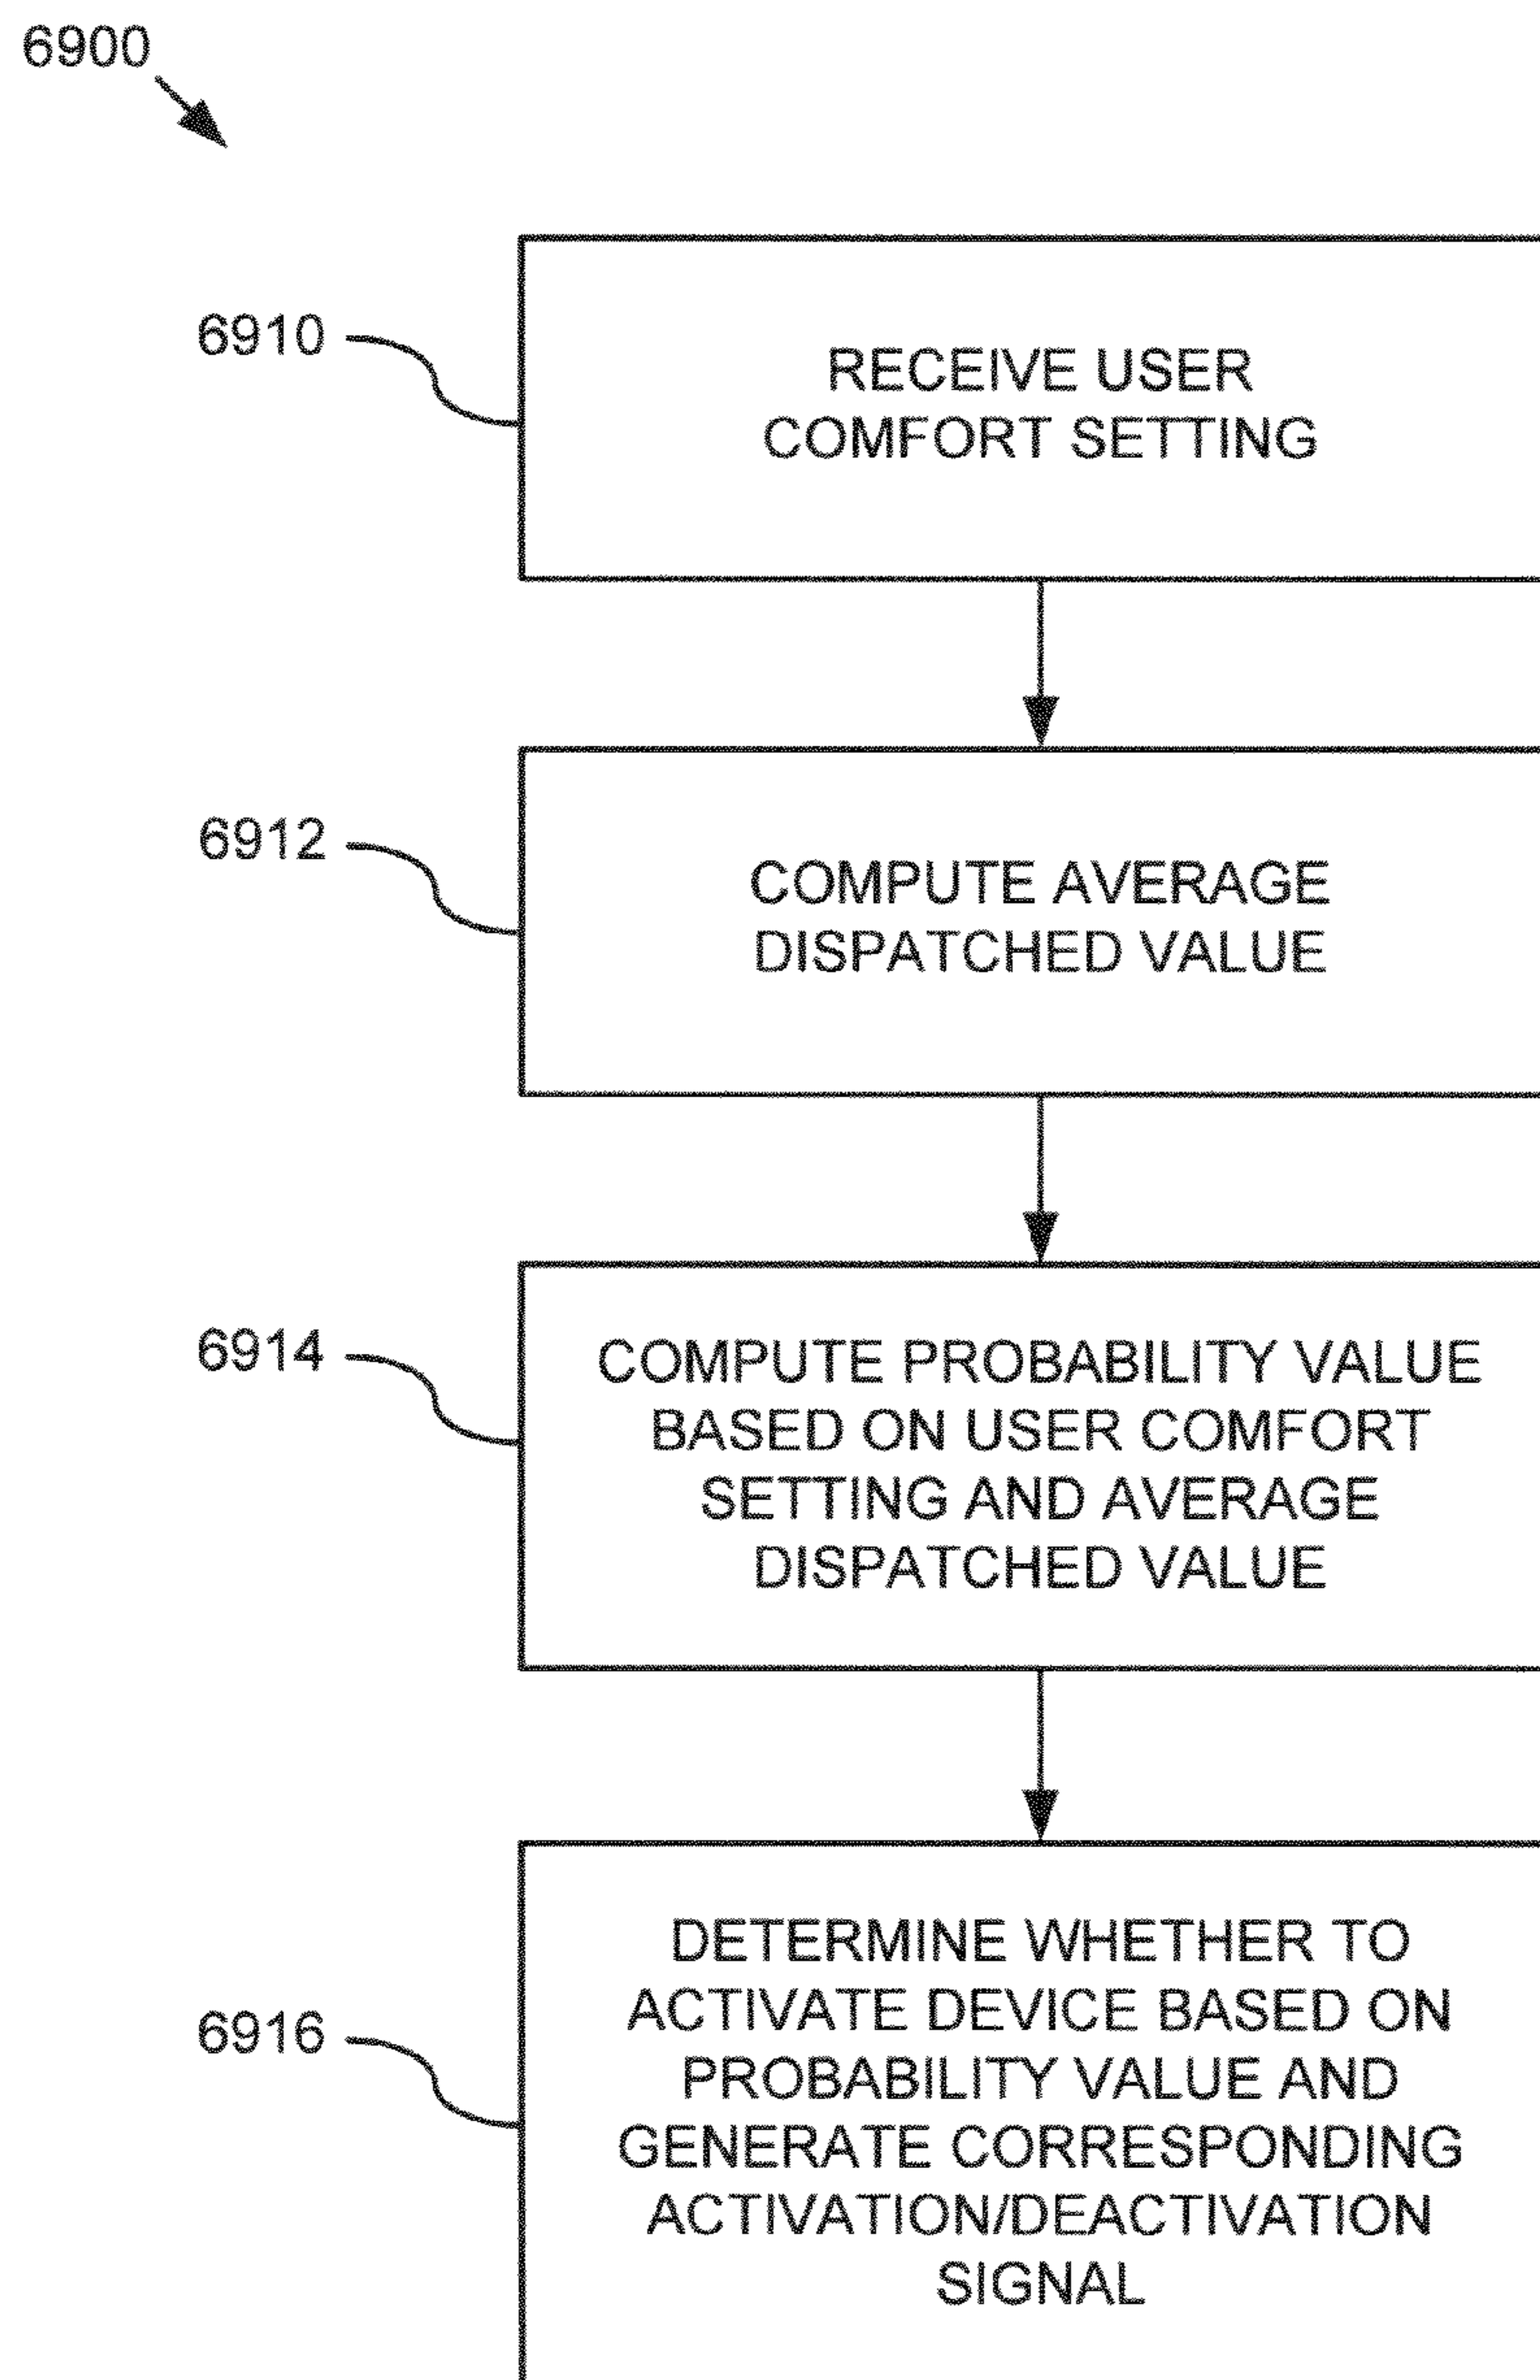 6900
6910
RECEIVE USER
COMFORT SETTING
6912
COMPUTE AVERAGE
DISPATCHED VALUE
6914
COMPUTE PROBABILITY VALUE
BASED ON USER COMFORT
SETTING AND AVERAGE
DISPATCHED VALUE
6916
DETERMINE WHETHER TO
ACTIVATE DEVICE BASED ON
PROBABILITY VALUE AND
GENERATE CORRESPONDING
ACTIVATION/DEACTIVATION
SIGNAL